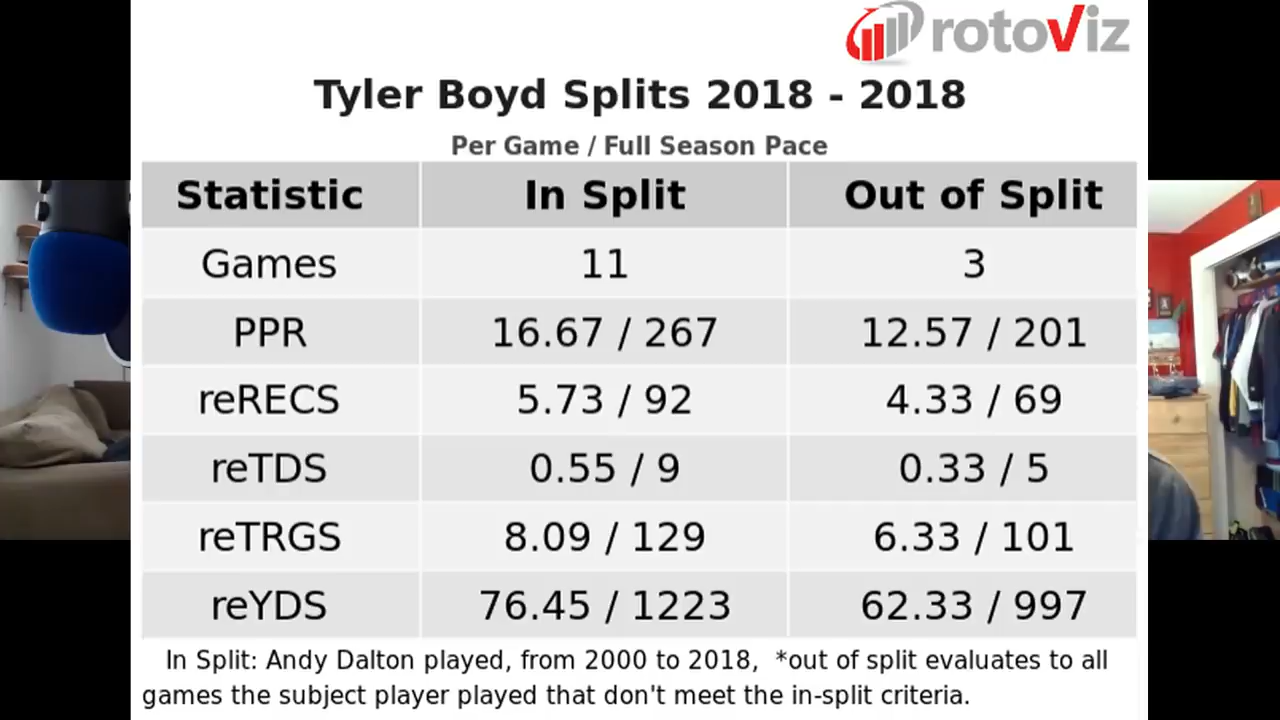 rotoviz
Tyler Boyd Splits 2018 - 2018
Per Game / Full Season Pace
Statistic In Split Out of Split
Games 11 3
PPR 16.67 / 267 12.57 / 201
reRECS 5.73 / 92 4.33 / 69
reTDS 0.55 / 9 0.33 / 5
reTRGS 8.09 / 129 6.33 / 101
reYDS 76.45 / 1223 62.33 / 997
In Split: Andy Dalton played, from 2000 to 2018, *out of split evaluates to all
games the subject player played that don't meet the in-split criteria.